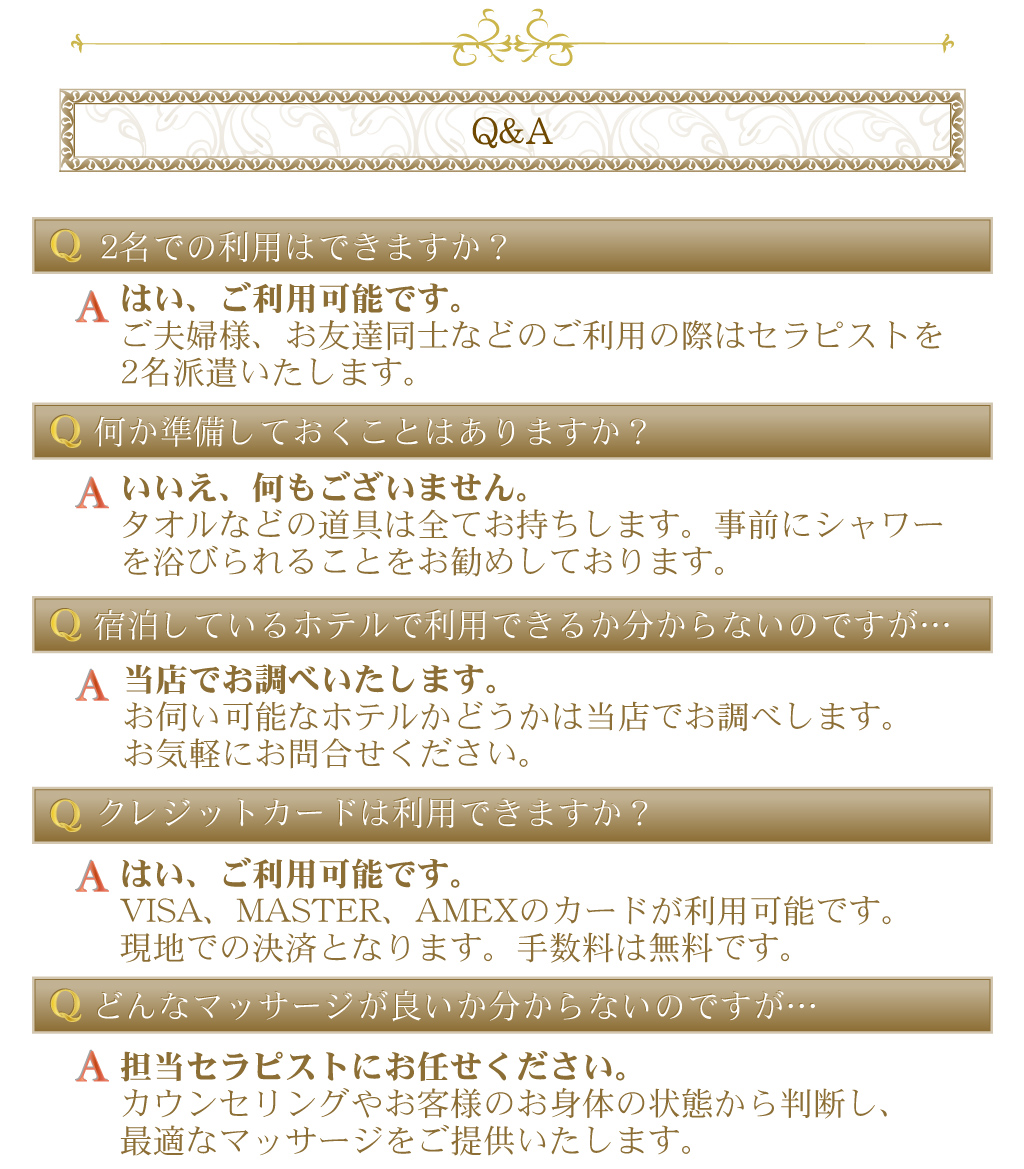 Q&A
Q 2名での利用はできますか？
A はい、ご利用可能です。
ご夫婦様、お友達同士などのご利用の際はセラピストを
2名派遣いたします。
Q 何か準備しておくことはありますか？
A いいえ、何もございません。
タオルなどの道具は全てお持ちします。事前にシャワー
を浴びられることをお勧めしております。
Q 宿泊しているホテルで利用できるか分からないのですが…
A 当店でお調べいたします。
お伺い可能なホテルかどうかは当店でお調べします。
お気軽にお問合せください。
Q クレジットカードは利用できますか？
A はい、ご利用可能です。
VISA、MASTER、AMEXのカードが利用可能です。
現地での決済となります。手数料は無料です。
Q どんなマッサージが良いか分からないのですが…
A 担当セラピストにお任せください。
カウンセリングやお客様のお身体の状態から判断し、
最適なマッサージをご提供いたします。